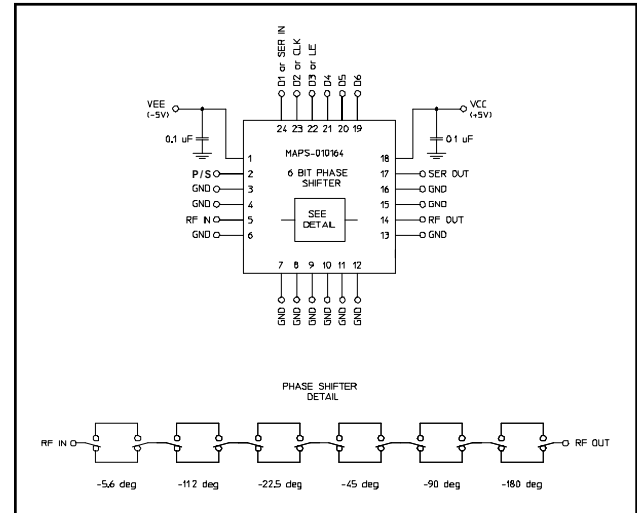 D1 or SER IN
D2 or CLK
D3 or LE
D4
D5
D6
VEE
(-5V)
VCC
(+5V)
24 23 22 21 20 19
0.1 uF
0.1 uF
MAPS-010164
6 BIT PHASE
SHIFTER
SEE
DETAIL
1
P/S 2
GND 3
GND 4
RF IN 5
GND 6
18
17 SER OUT
16 GND
15 GND
14 RF OUT
13 GND
7 8 9 10 11 12
GND GND GND GND GND GND
PHASE SHIFTER
DETAIL
RF IN
RF OUT
-5.6 deg -11.2 deg -22.5 deg -45 deg -90 deg -180 deg